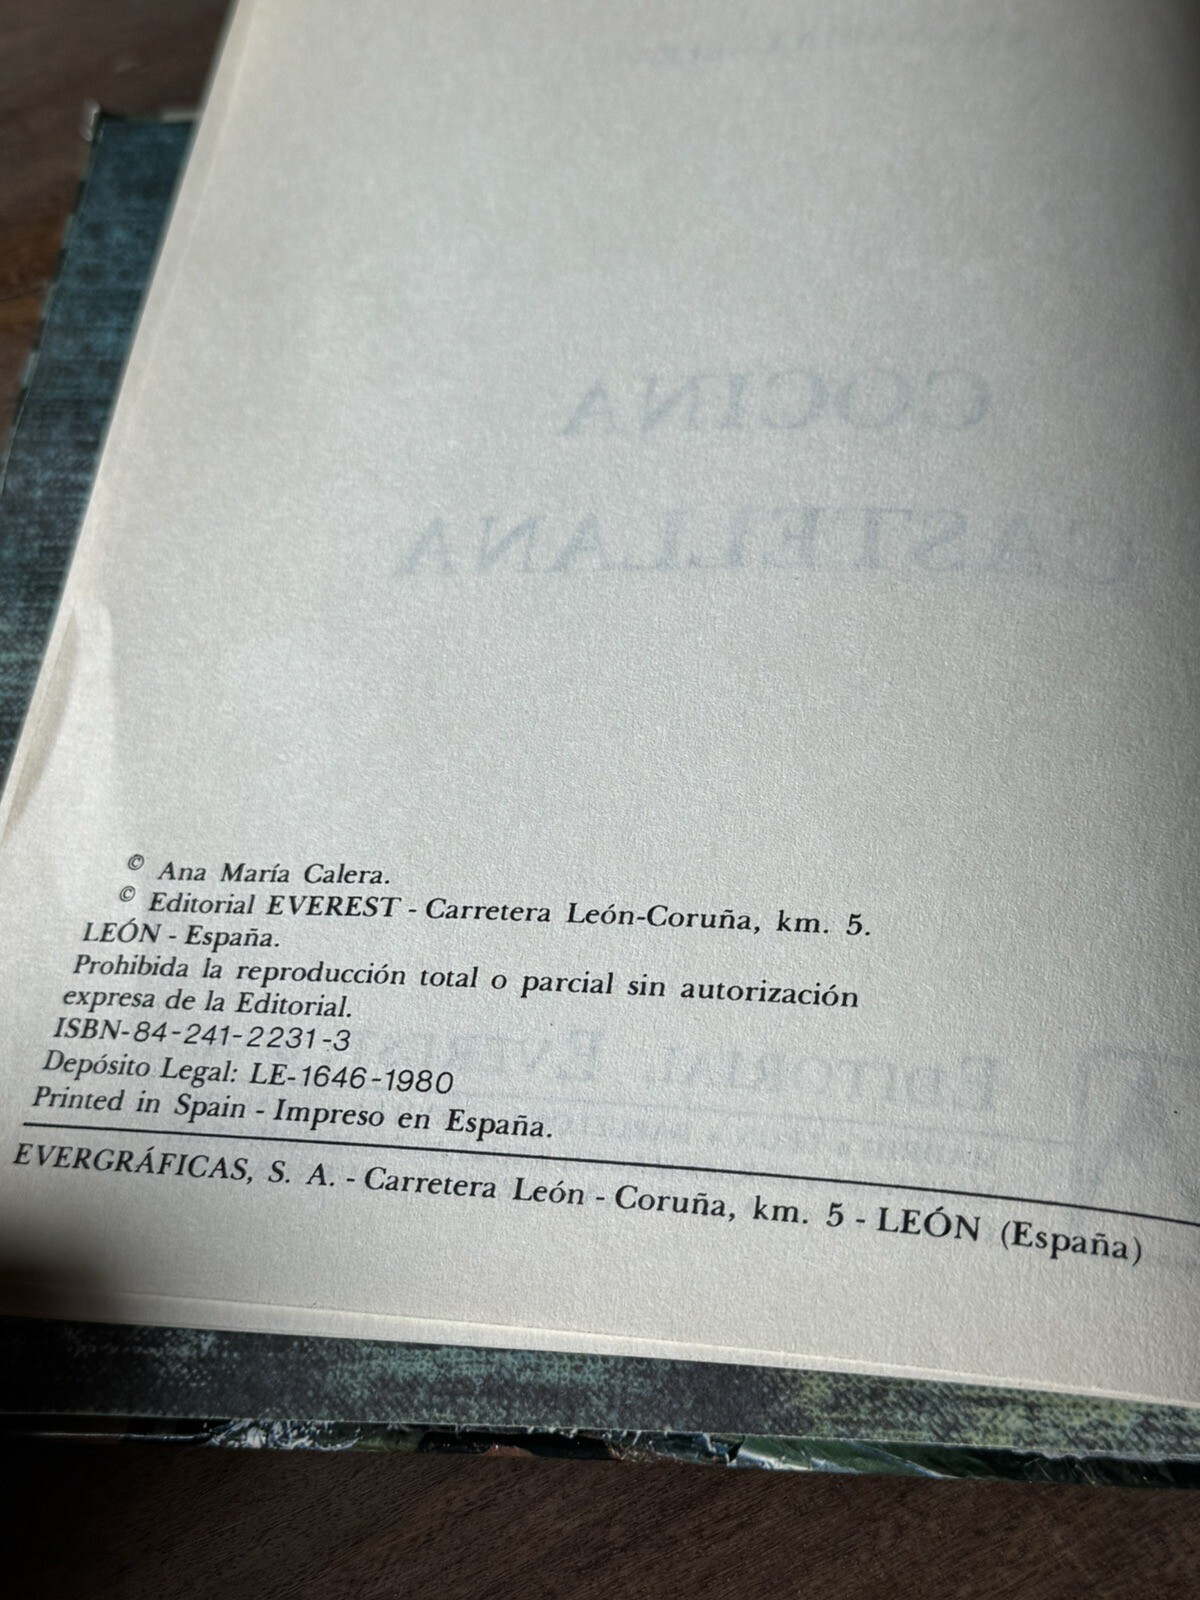 COCINA
CASTELLANA
© Ana María Calera.
© Editorial EVEREST - Carretera León-Coruña, km. 5.
LEÓN - España.
Prohibida la reproducción total o parcial sin autorización
expresa de la Editorial.
ISBN-84-241-2231-3
Depósito Legal: LE-1646-1980
Printed in Spain - Impreso en España.
EVERGRÁFICAS, S. A. - Carretera León - Coruña, km. 5 - LEÓN (España)